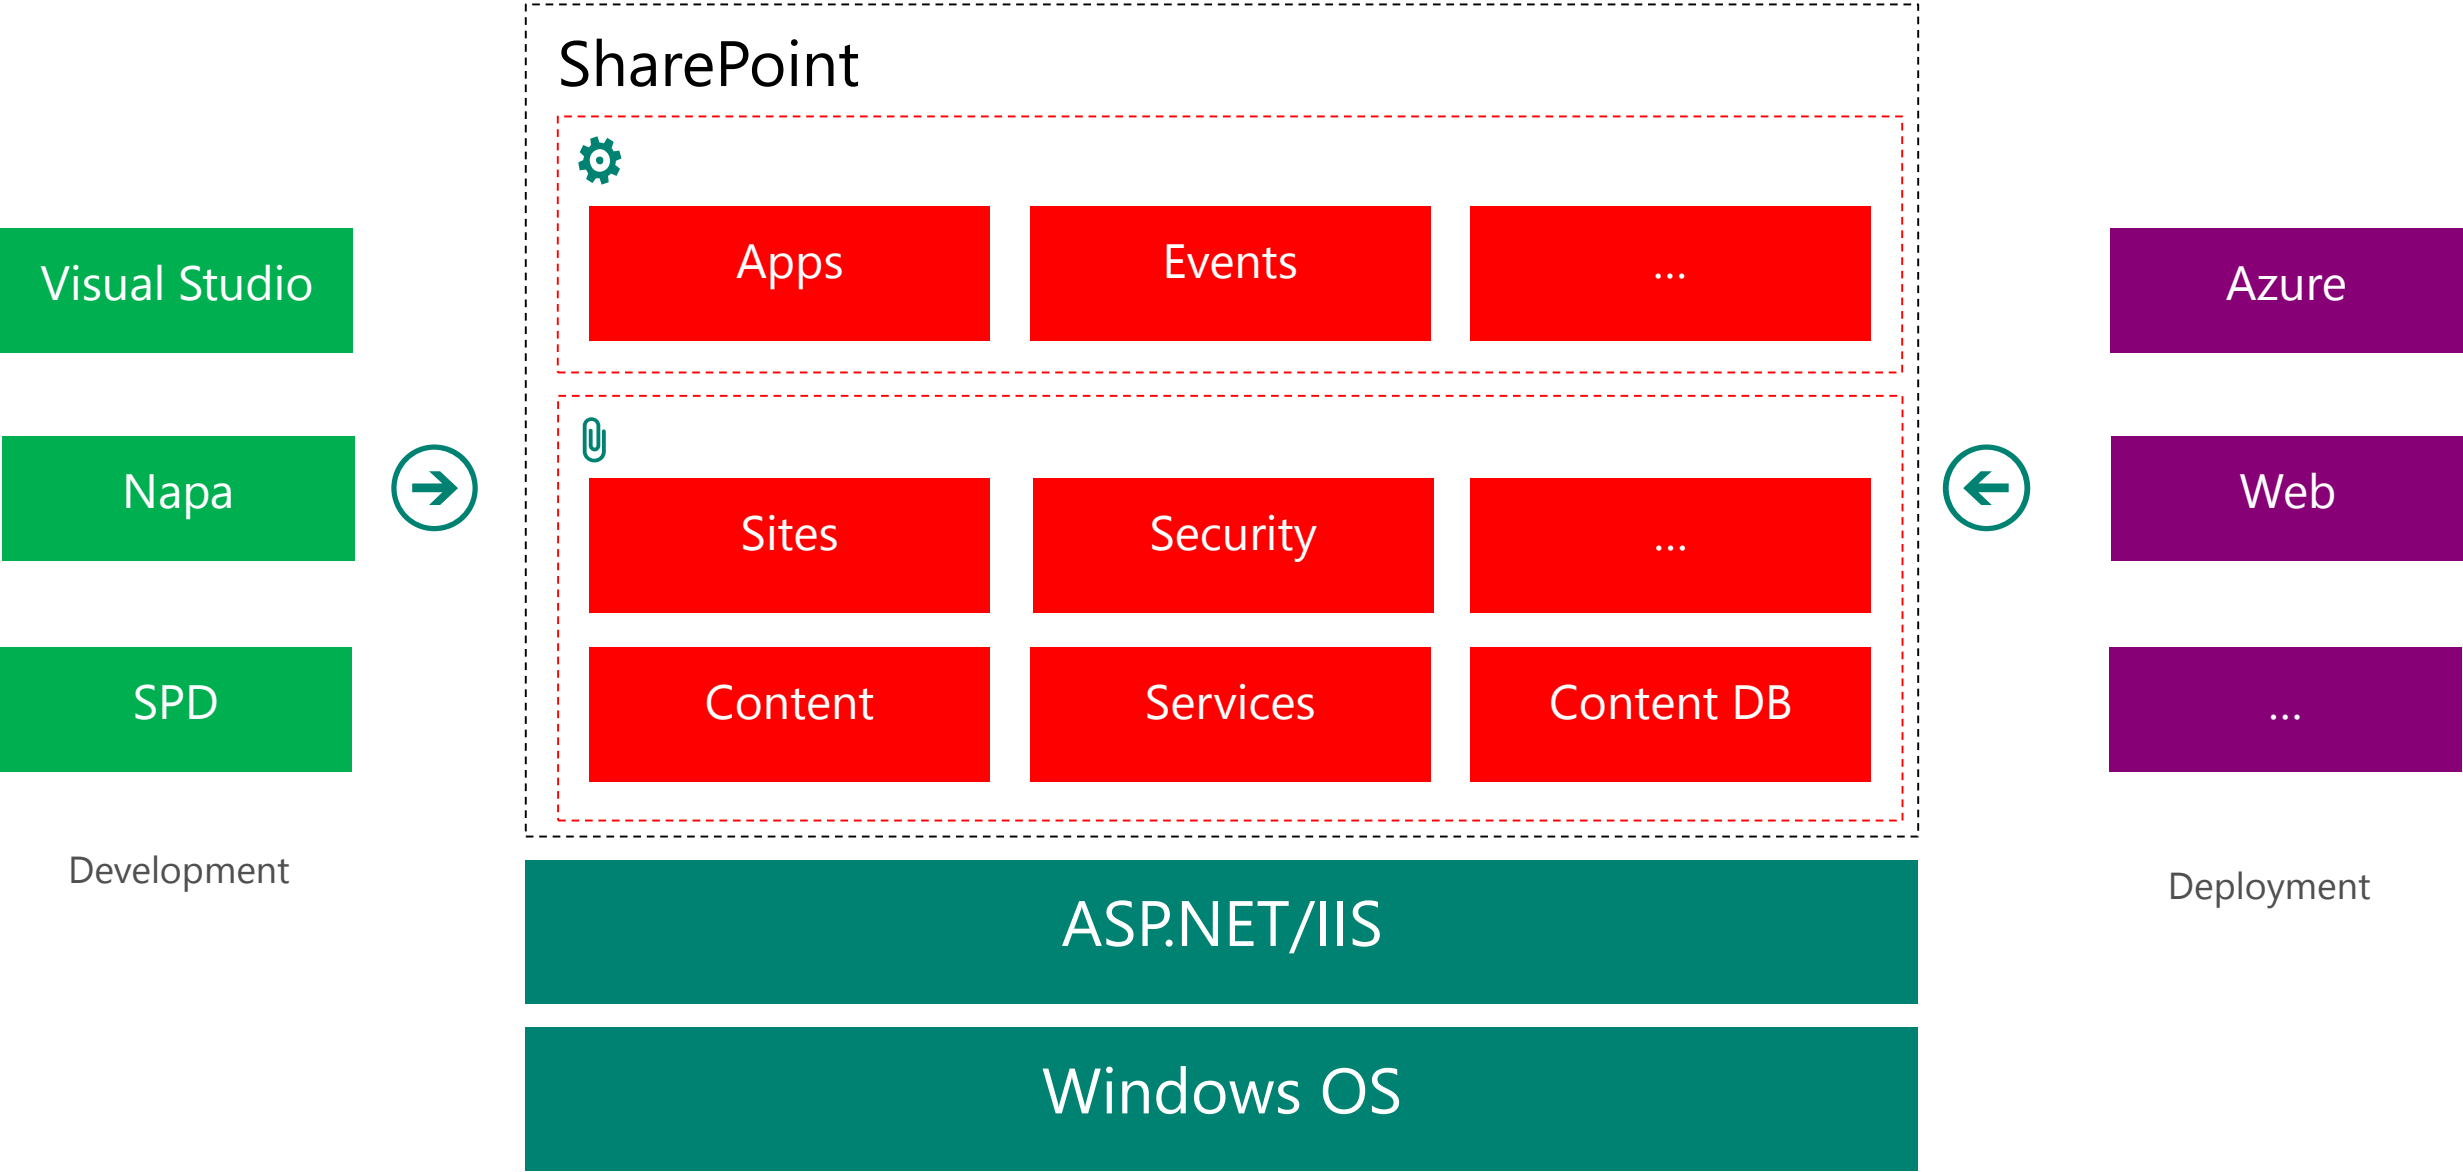 SharePoint
Apps
Events
...
Visual Studio
Azure
Napa
Web
Sites
Security
...
SPD
Content
Services
Content DB
...
Development
Deployment
ASP.NET/IIS
Windows OS